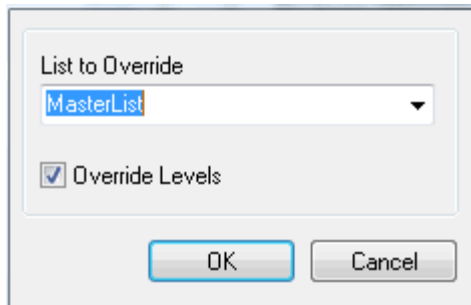 List to Override
MasterList
Override Levels
OK
Cancel